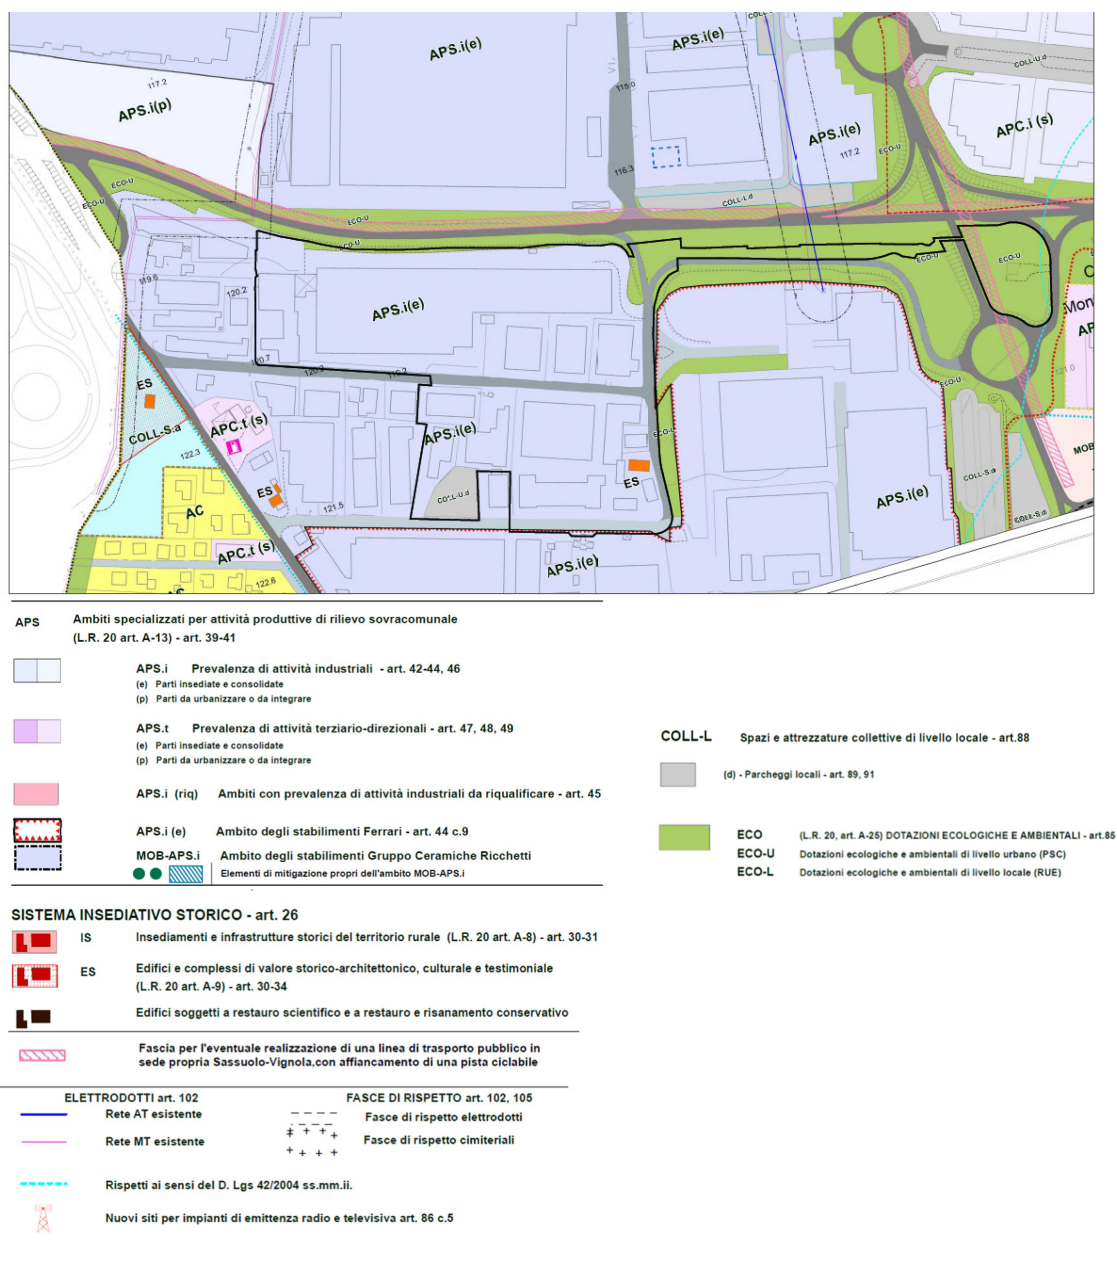 COLL-U.d
APS.i(e)
APS.i(e)
COLL-U.d
117.2
APS.i(p)
115.0
APS.i(e)
APC.i (s)
117.2
ECO-U
116.3
ECO-U
ECO-U
COLL-L.d
ECO-U
ECO-U
ECO-U
ECO-U
119.6
120.2
APS.i(e)
Mon
AP
120.7
120.2
121.0
ES
ECO-U
COLL-S.a
APC.t (s)
APS.i(e)
122.3
MOB
ES
ES
COLL-S.a
AC
121.5
APS.i(e)
COLL-S.d
APC.t (s)
APS.i(e)
122.6
APS Ambiti specializzati per attività produttive di rilievo sovracomunale
(L.R. 20 art. A-13) - art. 39-41
APS.i Prevalenza di attività industriali - art. 42-44, 46
(e) Parti insediate e consolidate
(p) Parti da urbanizzare o da integrare
APS.t Prevalenza di attività terziario-direzionali - art. 47, 48, 49
(e) Parti insediate e consolidate
(p) Parti da urbanizzare o da integrare
APS.i (riq) Ambiti con prevalenza di attività industriali da riqualificare - art. 45
APS.i (e) Ambito degli stabilimenti Ferrari - art. 44 c.9
MOB-APS.i Ambito degli stabilimenti Gruppo Ceramiche Ricchetti
Elementi di mitigazione propri dell'ambito MOB-APS.i
COLL-L Spazi e attrezzature collettive di livello locale - art.88
(d) - Parcheggi locali - art. 89, 91
ECO (L.R. 20, art. A-25) DOTAZIONI ECOLOGICHE E AMBIENTALI - art.85
ECO-U Dotazioni ecologiche e ambientali di livello urbano (PSC)
ECO-L Dotazioni ecologiche e ambientali di livello locale (RUE)
SISTEMA INSEDIATIVO STORICO - art. 26
IS Insediamenti e infrastrutture storici del territorio rurale (L.R. 20 art. A-8) - art. 30-31
ES Edifici e complessi di valore storico-architettonico, culturale e testimoniale
(L.R. 20 art. A-9) - art. 30-34
Edifici soggetti a restauro scientifico e a restauro e risanamento conservativo
Fascia per l'eventuale realizzazione di una linea di trasporto pubblico in
sede propria Sassuolo-Vignola,con affiancamento di una pista ciclabile
ELETTRODOTTI art. 102
Rete AT esistente
Rete MT esistente
FASCE DI RISPETTO art. 102, 105
Fasce di rispetto elettrodotti
Fasce di rispetto cimiteriali
Rispetti ai sensi del D. Lgs 42/2004 ss.mm.ii.
Nuovi siti per impianti di emittenza radio e televisiva art. 86 c.5